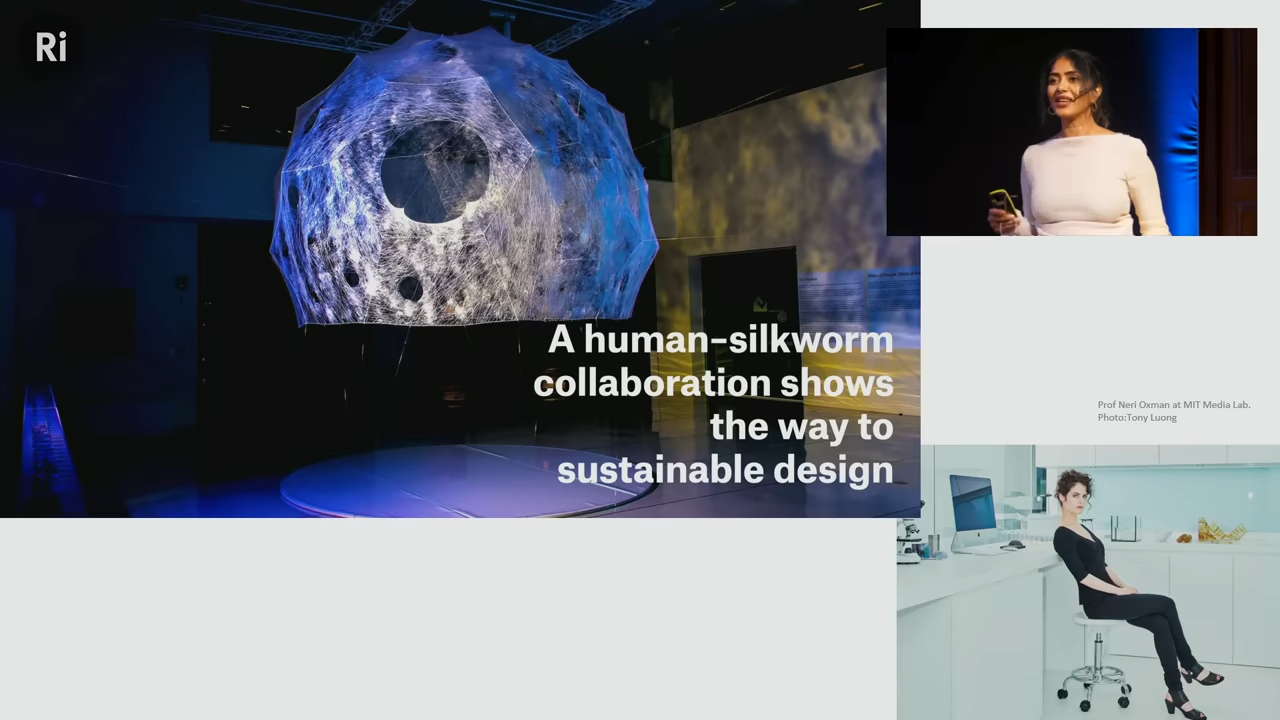 Ri
A human-silkworm
collaboration shows
the way to
sustainable design
Prof Neri Oxman at MIT Media Lab.
Photo:Tony Luong